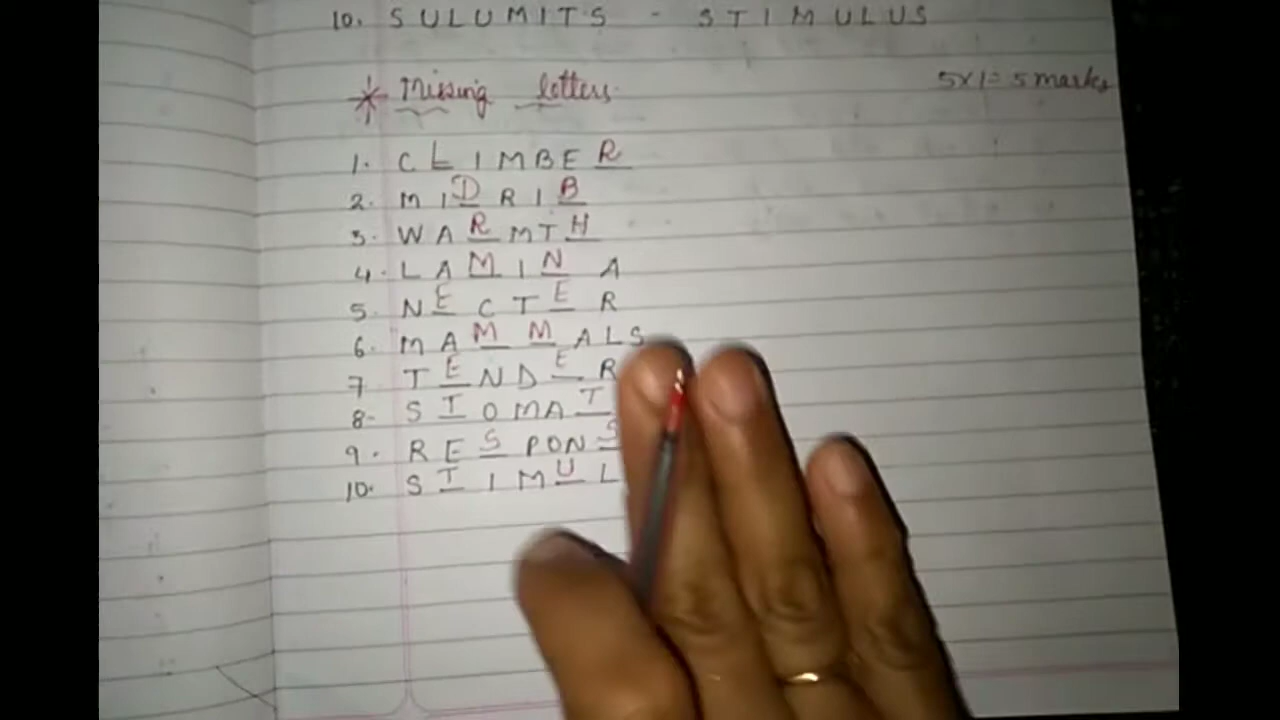 10. SULUMITS - STIMULUS
* Missing letters 5x1=5 marks
1. CLIMBER
2. MIDRIB
3. WARMTH
4. LAMINA
5. NECTER
6. MAMMALS
7. TENDER
8. STOMAT
9. RESPONS
10. STIMUL